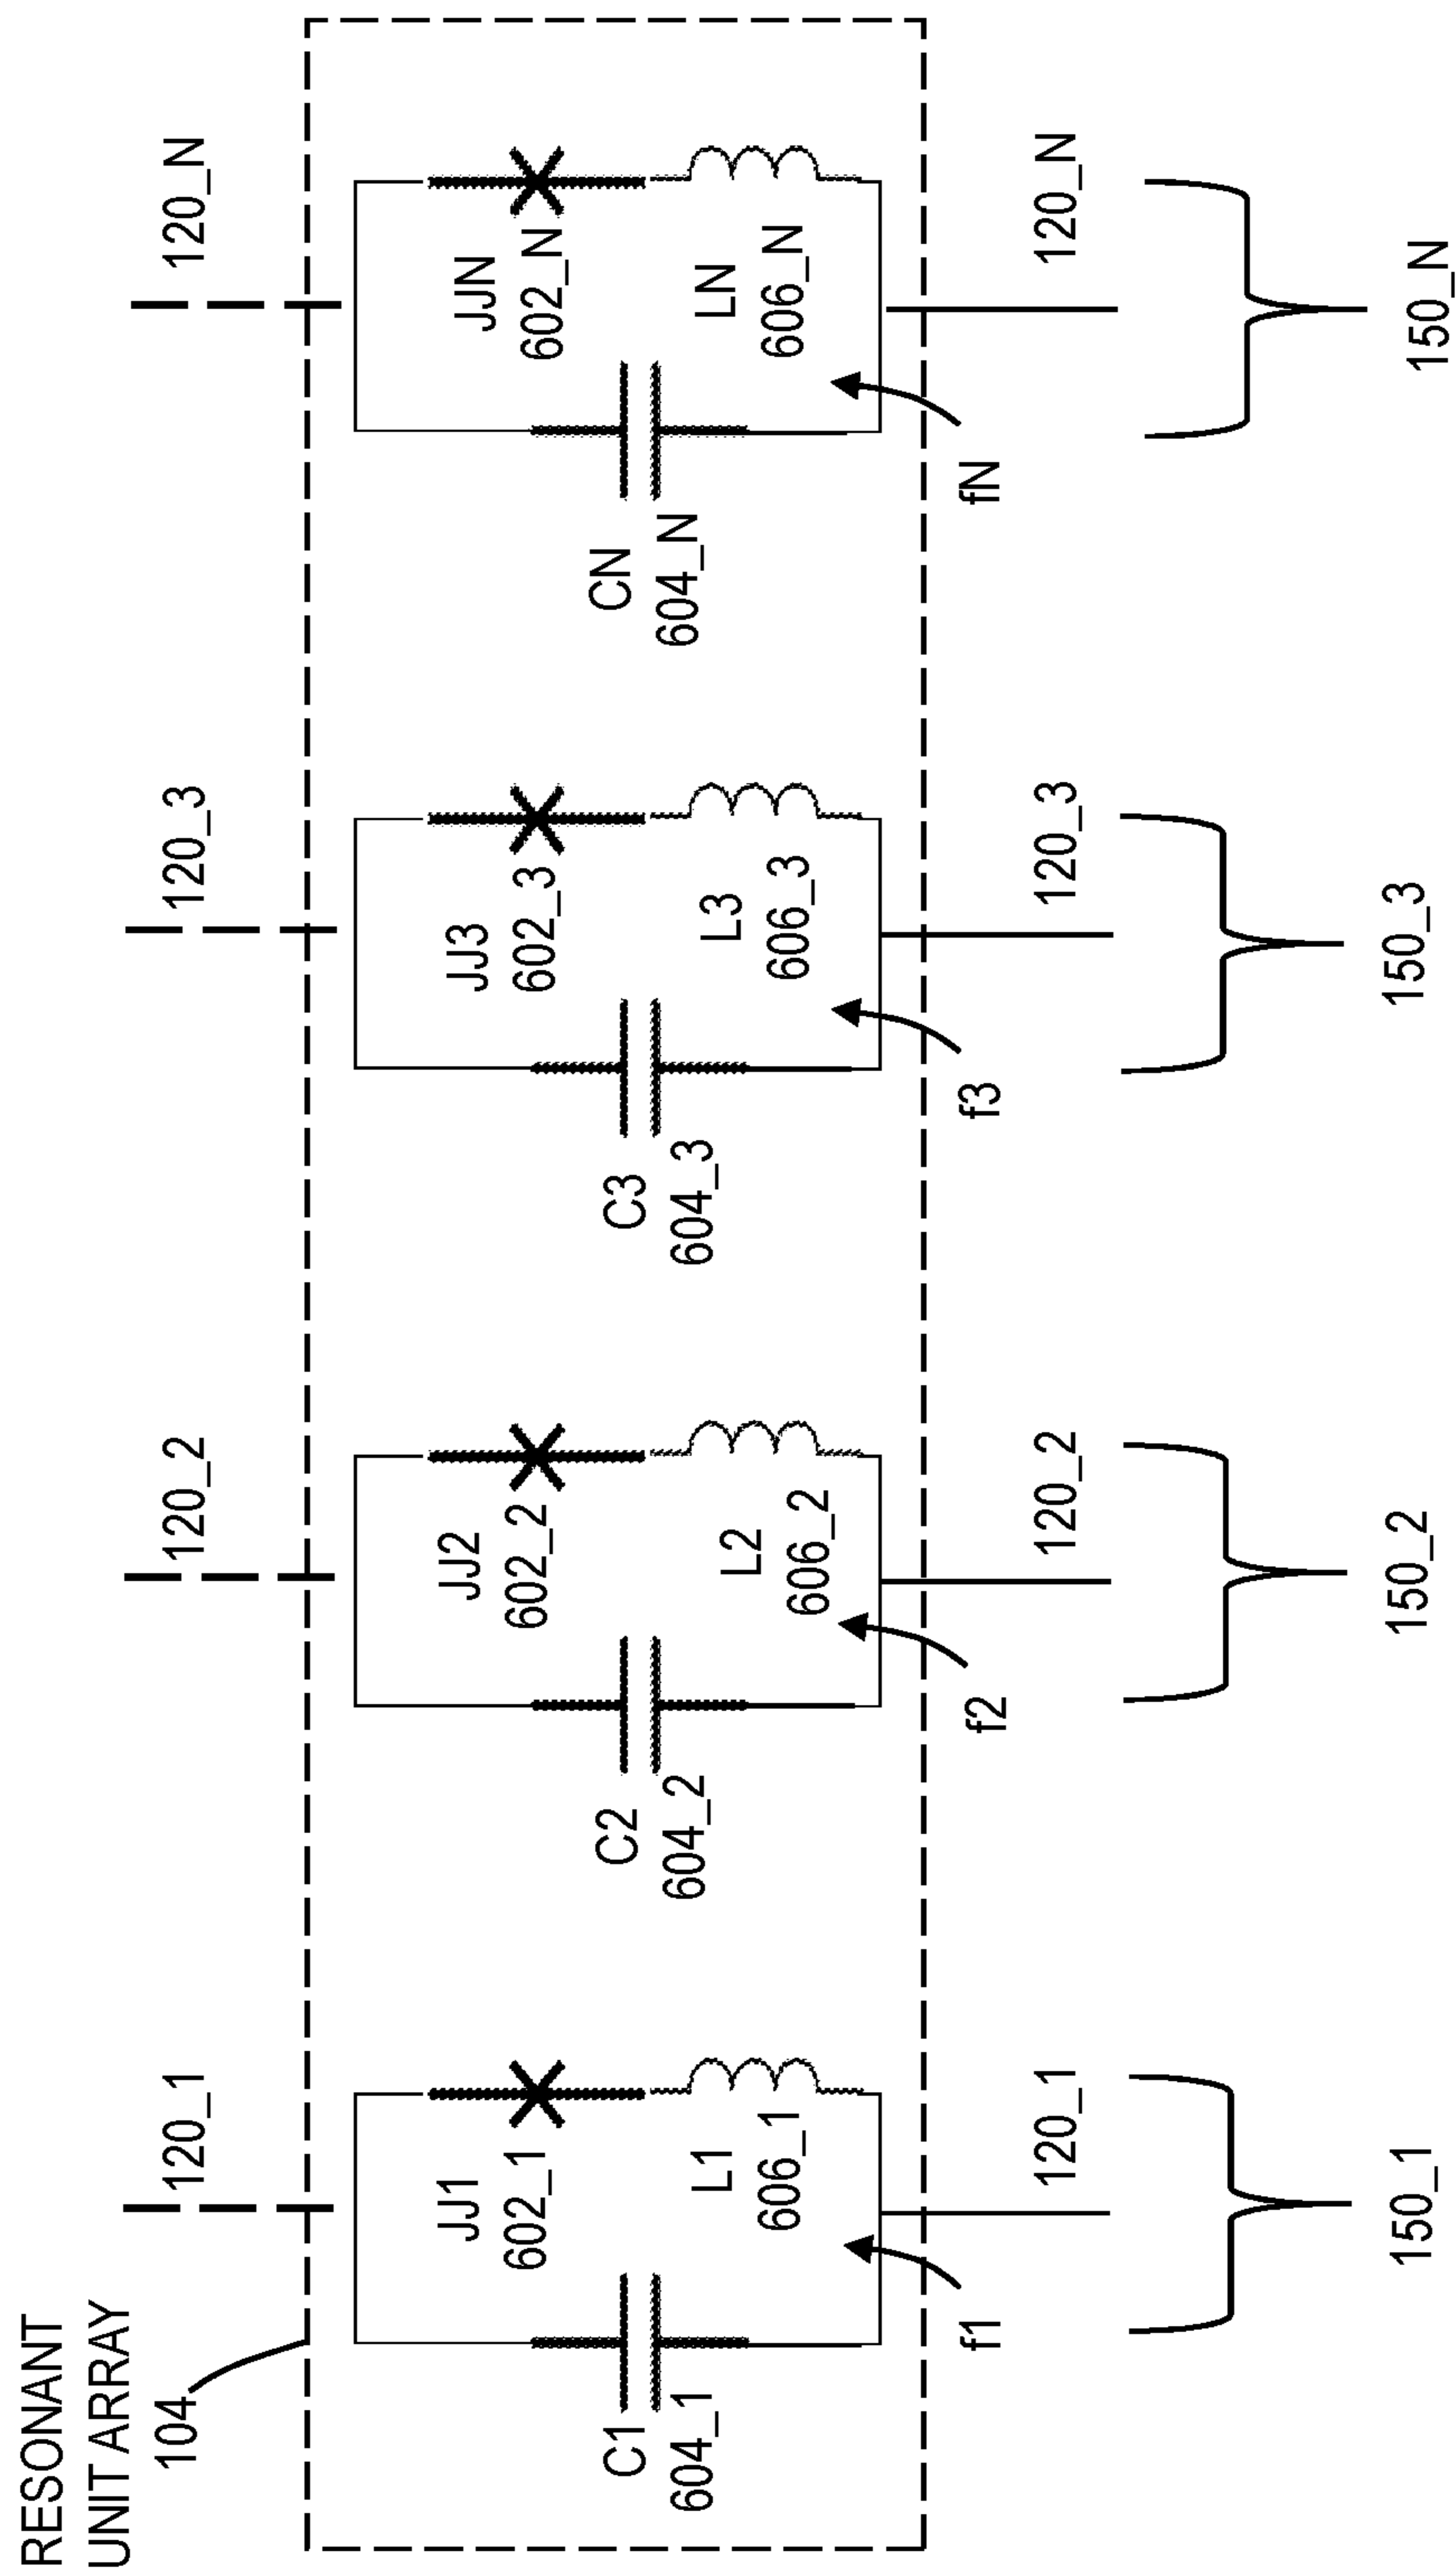 RESONANT
UNIT ARRAY
104
120_1
120_2
120_3
120_N
JJ1
602_1
C1
604_1
L1
606_1
f1
JJ2
602_2
C2
604_2
L2
606_2
f2
JJ3
602_3
C3
604_3
L3
606_3
f3
JJN
602_N
CN
604_N
LN
606_N
fN
120_1
120_2
120_3
120_N
150_1
150_2
150_3
150_N